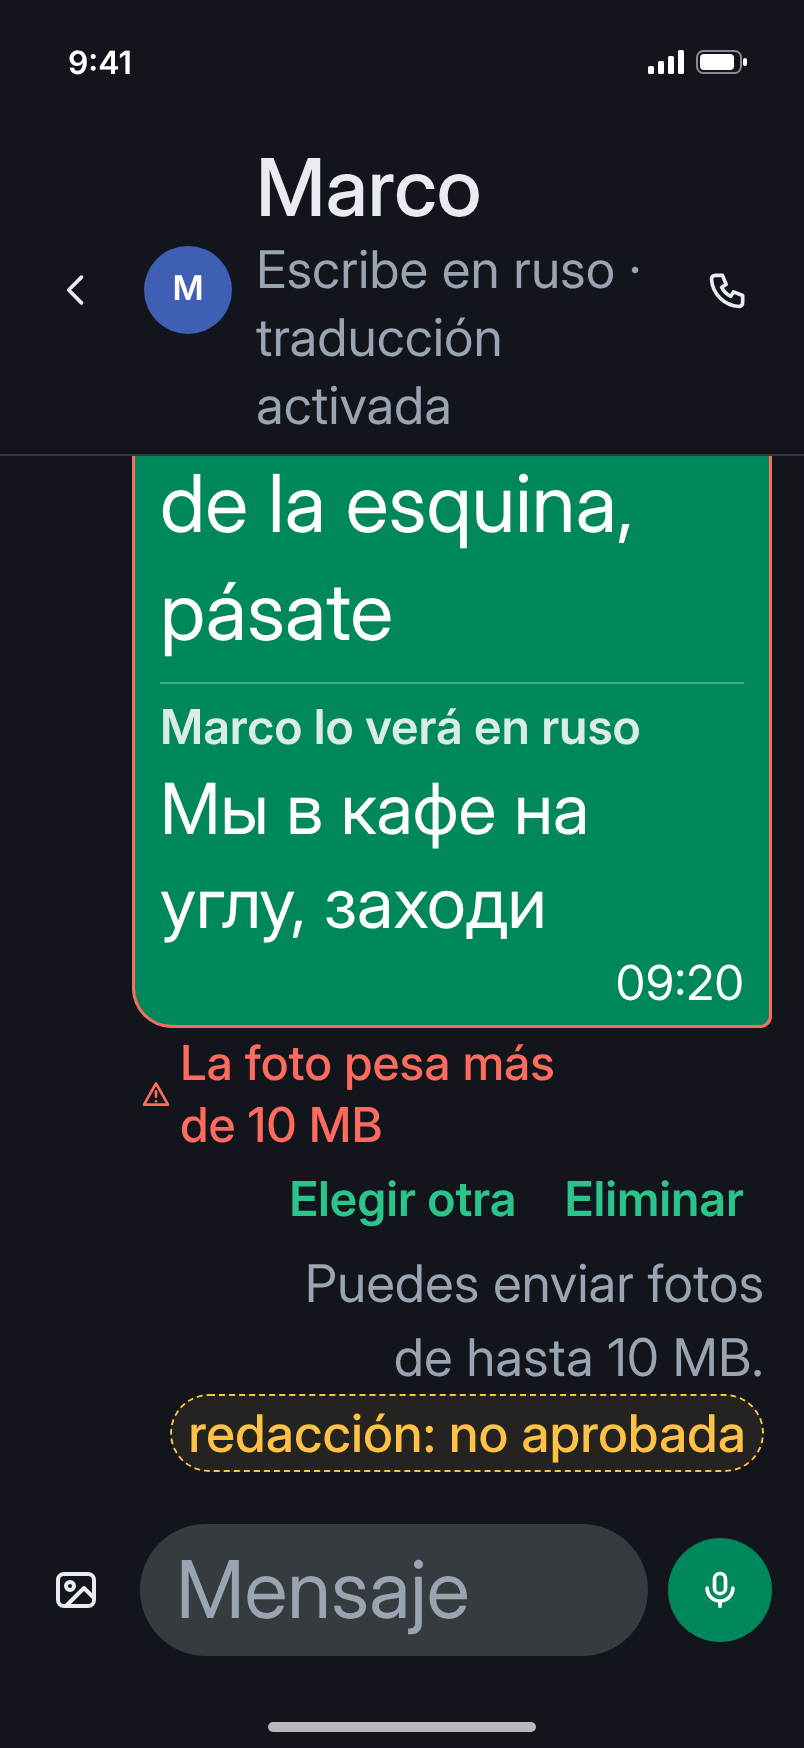 9:41
Marco
M
Escribe en ruso ·
traducción
activada
de la esquina,
pásate
Marco lo verá en ruso
Мы в кафе на
углу, заходи
09:20
La foto pesa más
de 10 MB
Elegir otra Eliminar
Puedes enviar fotos
de hasta 10 MB.
redacción: no aprobada
Mensaje